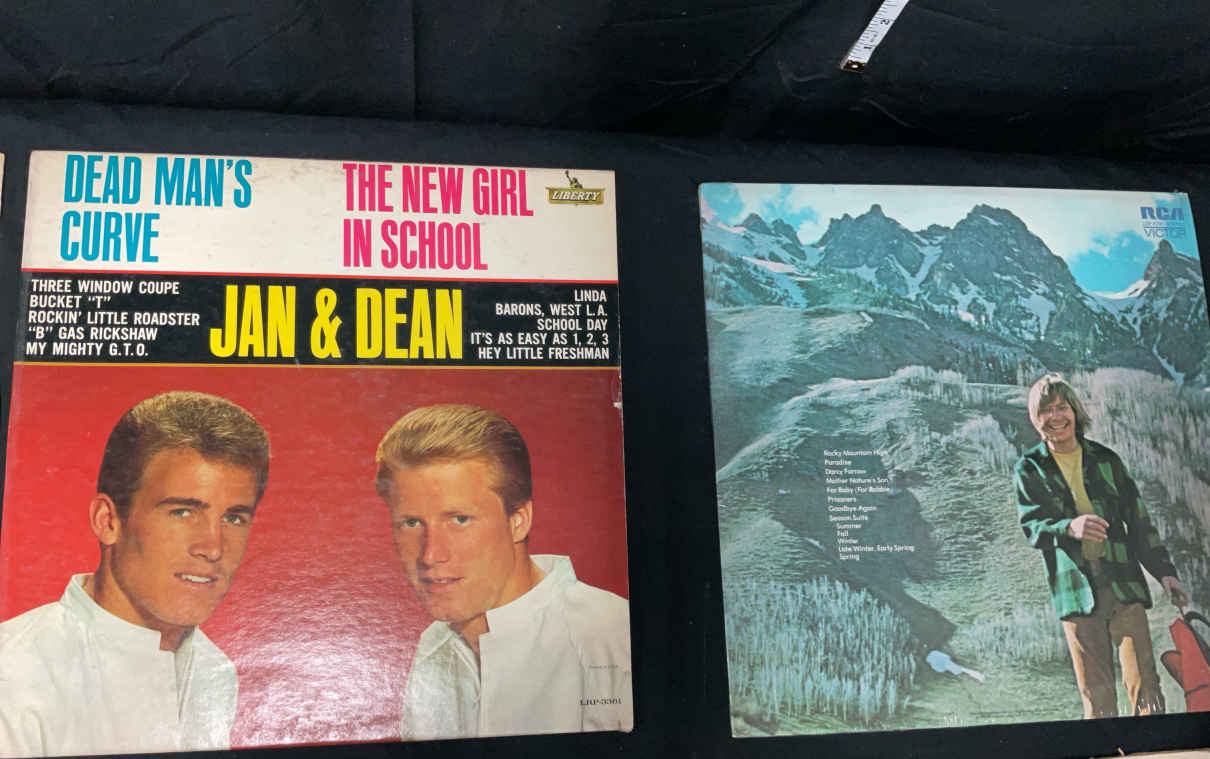 DEAD MAN'S
CURVE
THE NEW GIRL
IN SCHOOL
LIBERTY
THREE WINDOW COUPE
BUCKET "T"
ROCKIN' LITTLE ROADSTER
"B" GAS RICKSHAW
MY MIGHTY G.T.O.
JAN & DEAN
LINDA
BARONS, WEST L.A.
SCHOOL DAY
IT'S AS EASY AS 1, 2, 3
HEY LITTLE FRESHMAN
LRP-3361
RCA
VICTOR
Rocky Mountain High
Paradise
Darcy Farrow
Mother Nature's Son
For Baby (For Bobbie)
Prisoners
Goodbye Again
Season Suite
Summer
Fall
Winter
Late Winter, Early Spring
Spring
1
2